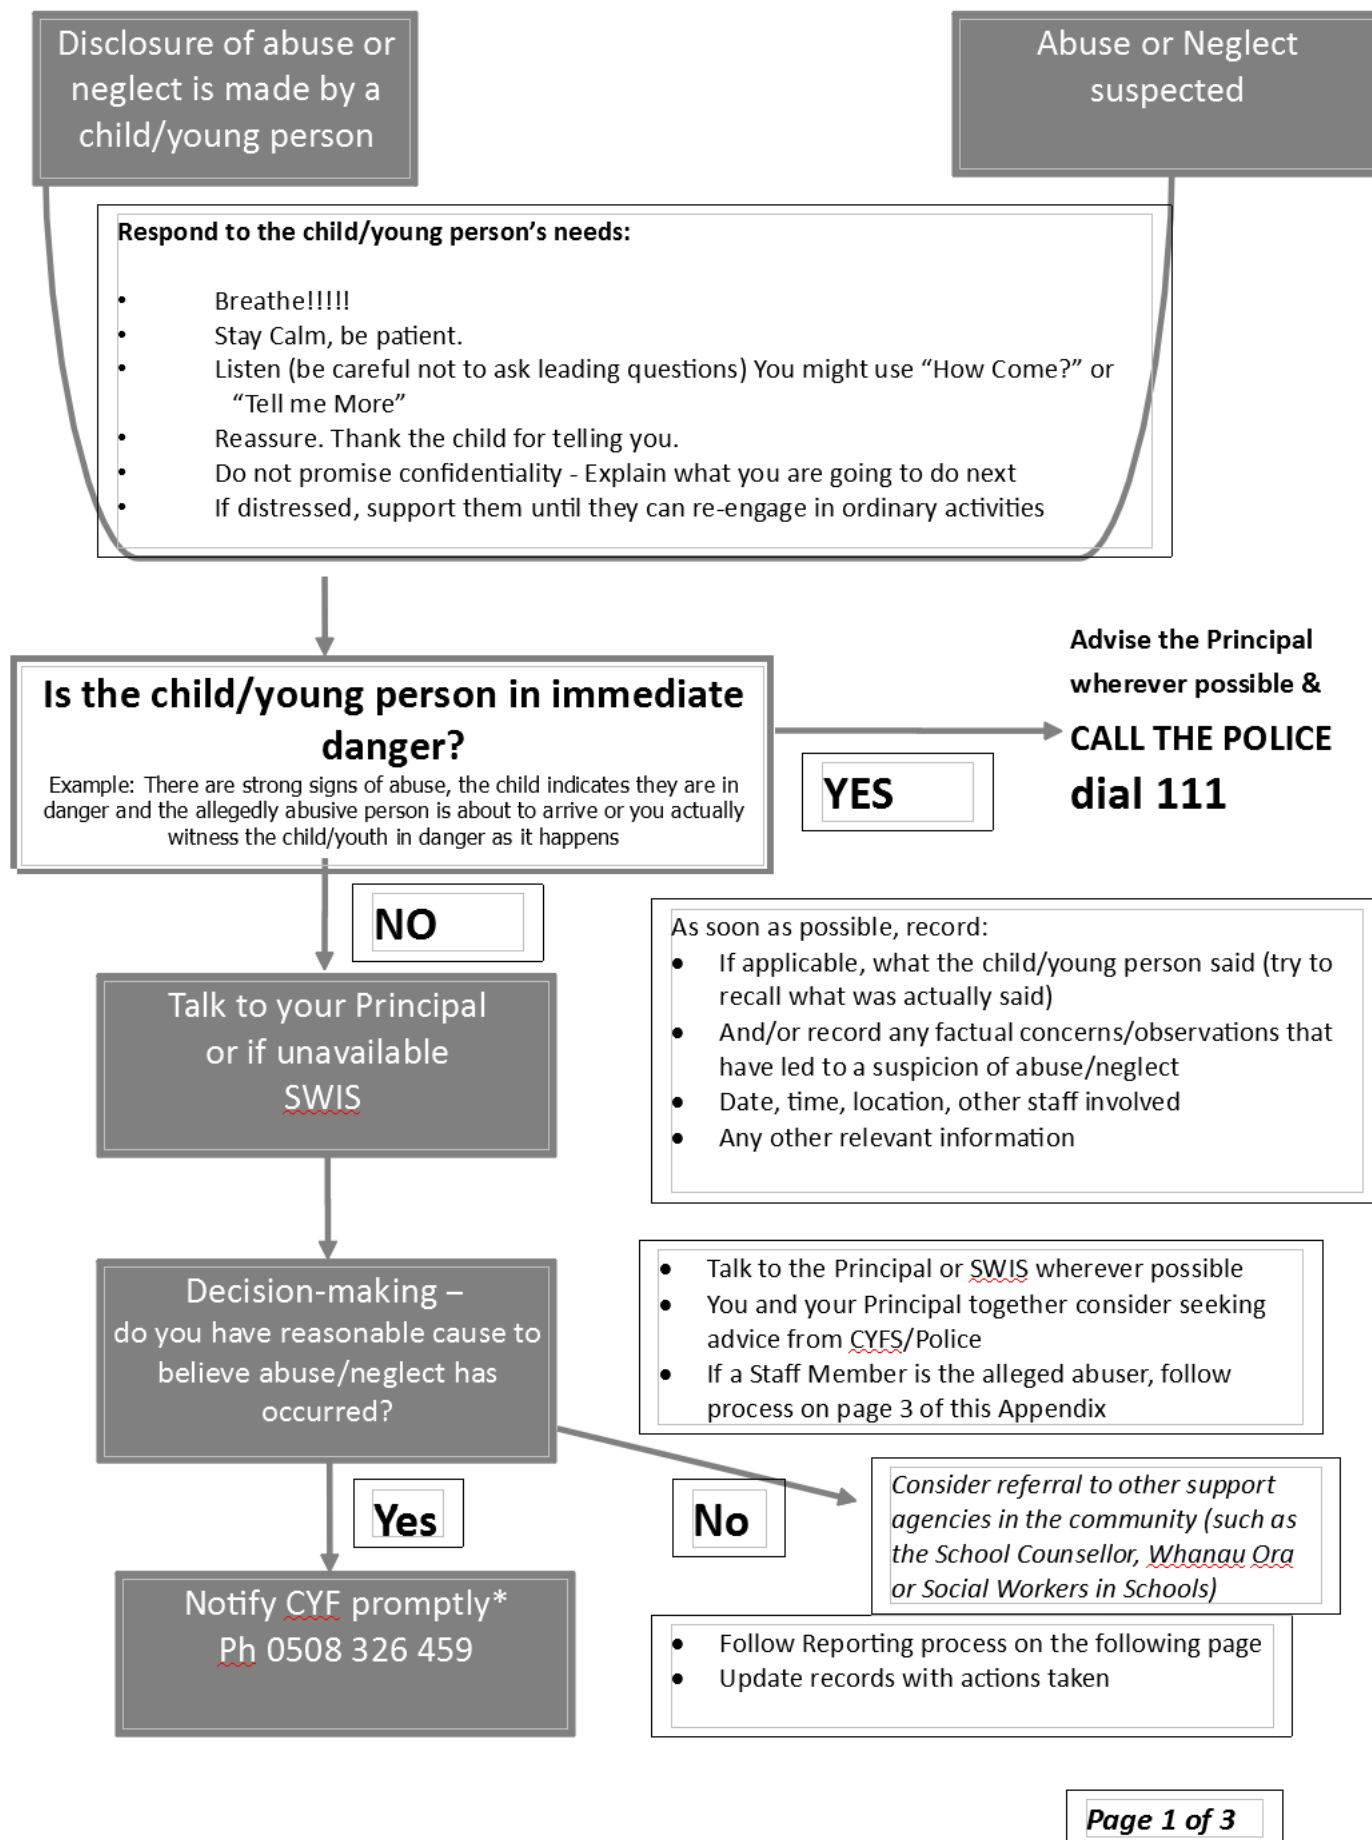 Disclosure of abuse or
neglect is made by a
child/young person
Abuse or Neglect
suspected
Respond to the child/young person’s needs:
• Breathe!!!!!
• Stay Calm, be patient.
• Listen (be careful not to ask leading questions) You might use “How Come?” or
“Tell me More”
• Reassure. Thank the child for telling you.
• Do not promise confidentiality - Explain what you are going to do next
• If distressed, support them until they can re-engage in ordinary activities
Is the child/young person in immediate
danger?
Example: There are strong signs of abuse, the child indicates they are in
danger and the allegedly abusive person is about to arrive or you actually
witness the child/youth in danger as it happens
YES
Advise the Principal
wherever possible &
CALL THE POLICE
dial 111
NO
Talk to your Principal
or if unavailable
SWIS
As soon as possible, record:
• If applicable, what the child/young person said (try to
recall what was actually said)
• And/or record any factual concerns/observations that
have led to a suspicion of abuse/neglect
• Date, time, location, other staff involved
• Any other relevant information
Decision-making –
do you have reasonable cause to
believe abuse/neglect has
occurred?
• Talk to the Principal or SWIS wherever possible
• You and your Principal together consider seeking
advice from CYFS/Police
• If a Staff Member is the alleged abuser, follow
process on page 3 of this Appendix
Yes
No
Consider referral to other support
agencies in the community (such as
the School Counsellor, Whanau Ora
or Social Workers in Schools)
Notify CYF promptly*
Ph 0508 326 459
• Follow Reporting process on the following page
• Update records with actions taken
Page 1 of 3